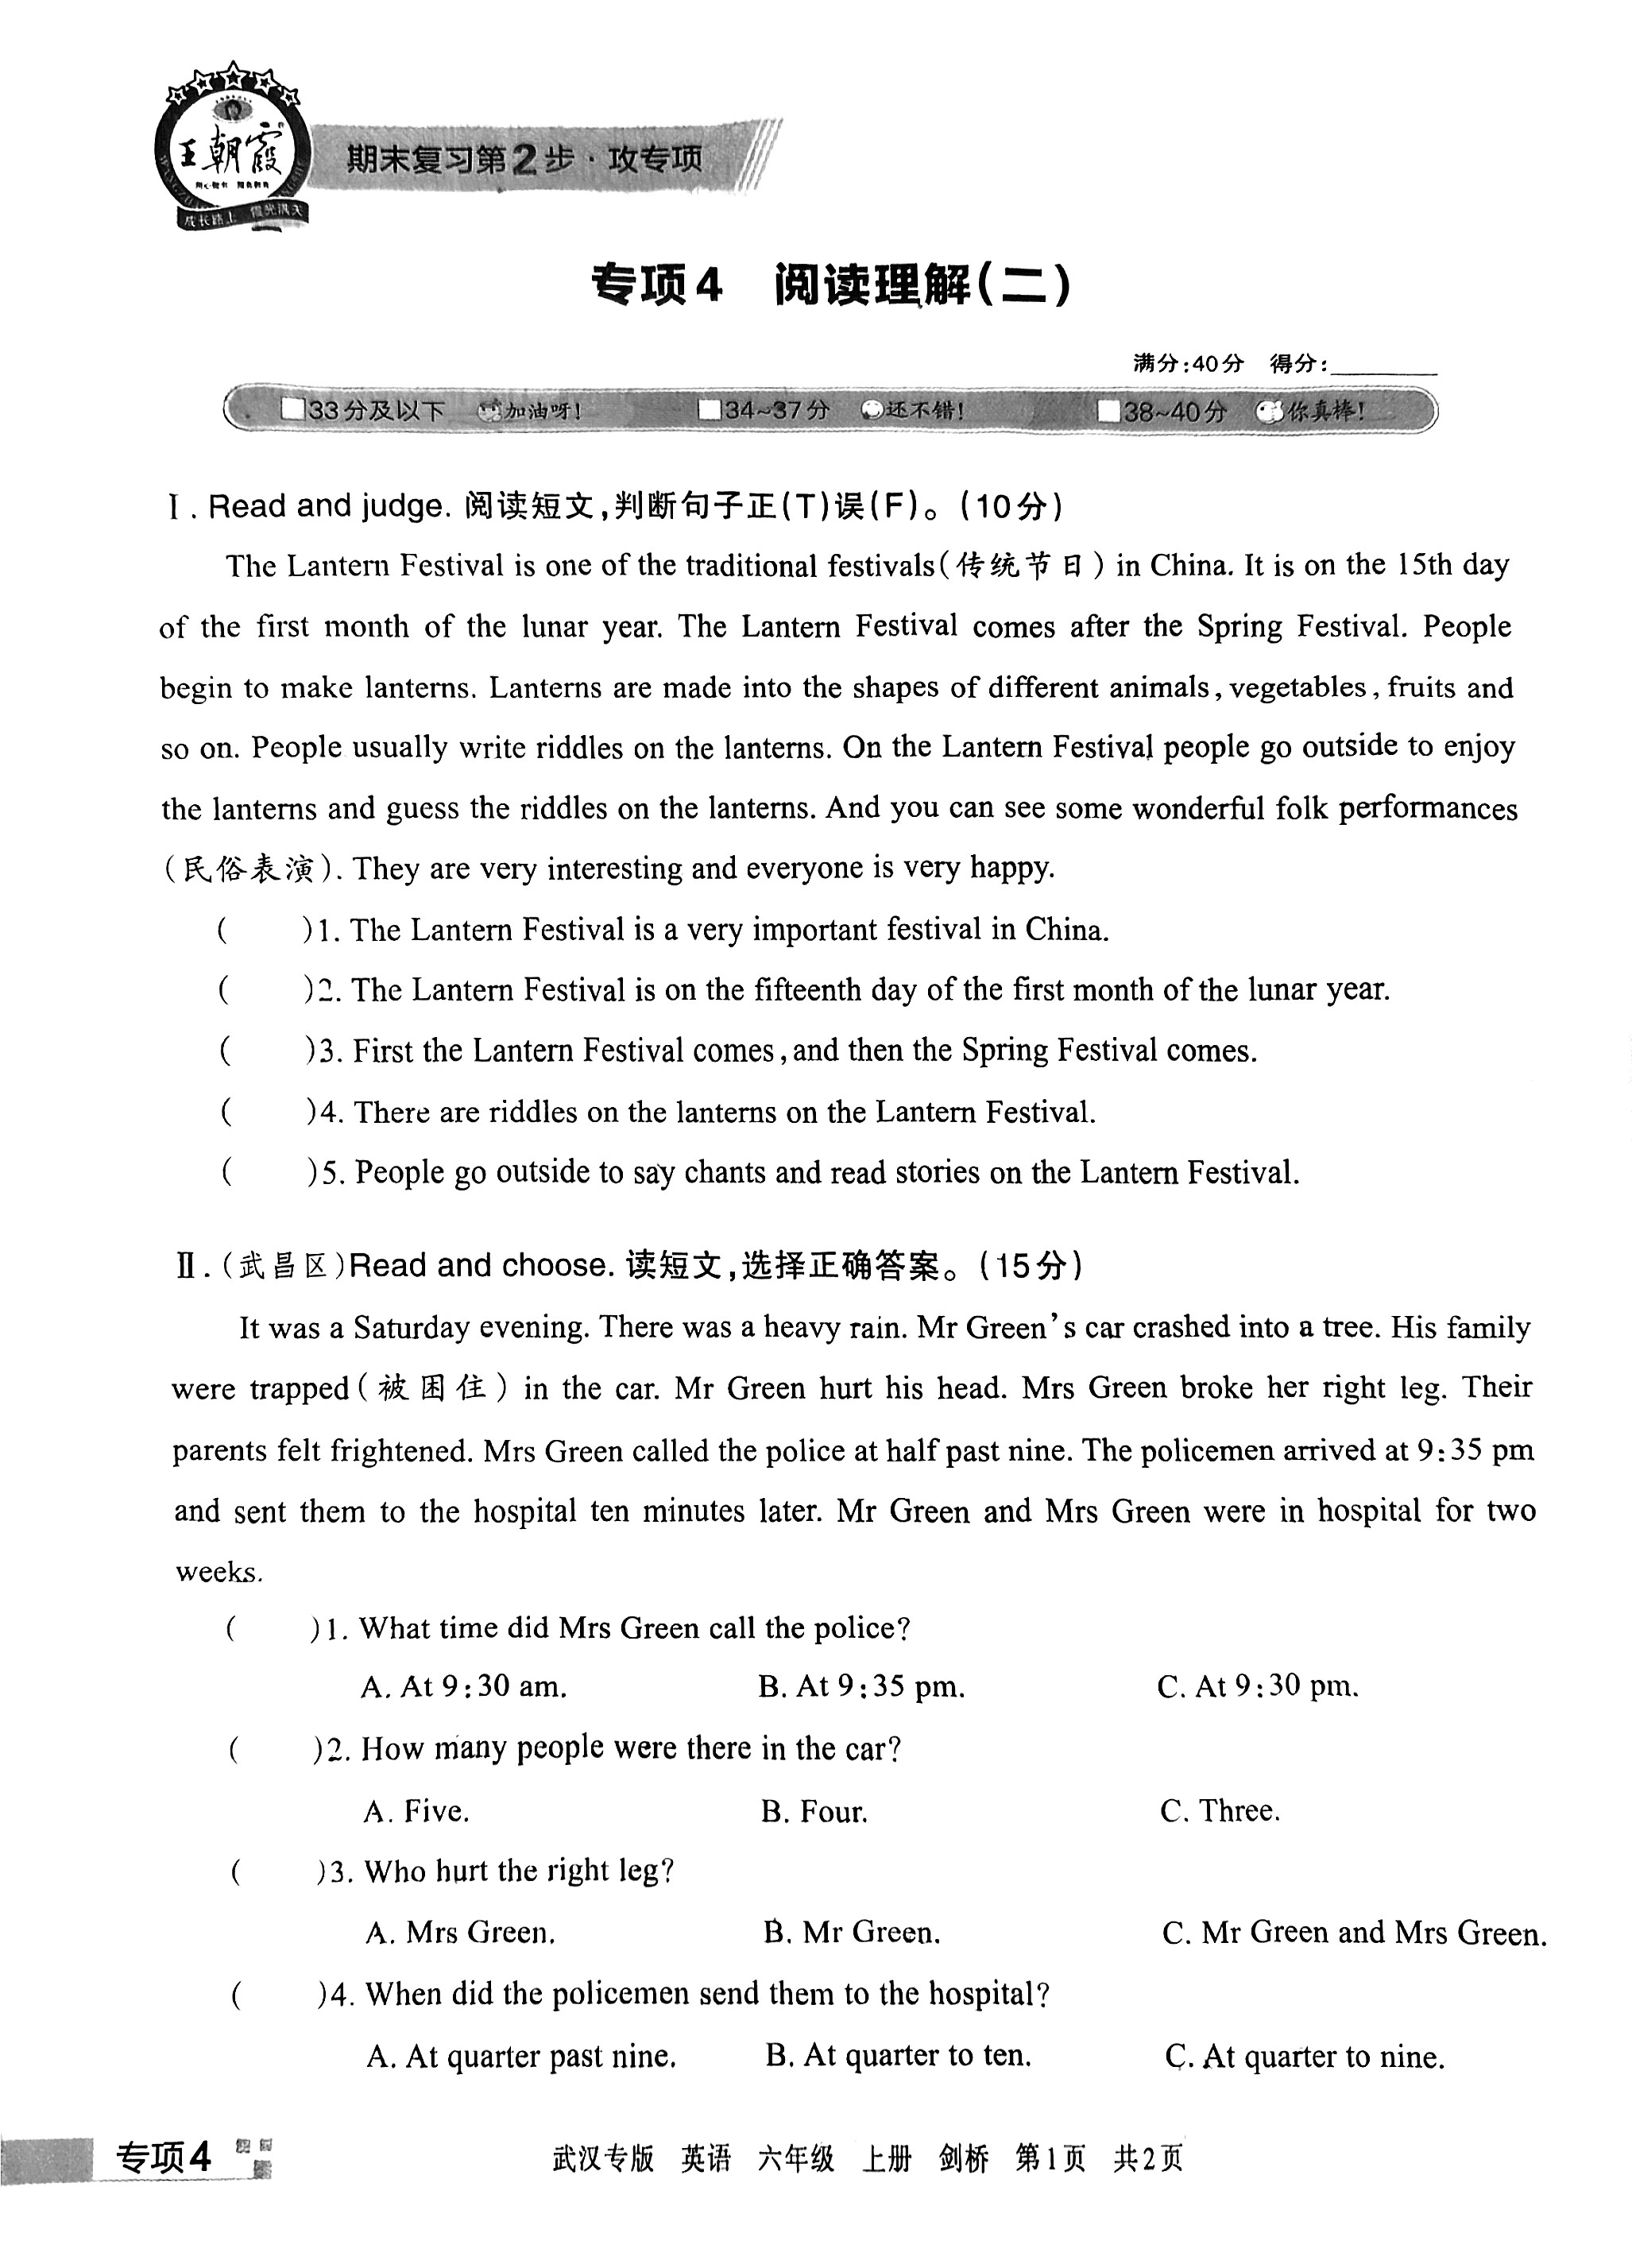 王朝霞
成长路上 霞光满天
期末复习第2步·攻专项
专项4 阅读理解(二)
满分:40分 得分:
33分及以下 加油呀! 34~37分 还不错! 38~40分 你真棒!
Ⅰ. Read and judge. 阅读短文,判断句子正(T)误(F)。(10分)
The Lantern Festival is one of the traditional festivals(传统节日) in China. It is on the 15th day
of the first month of the lunar year. The Lantern Festival comes after the Spring Festival. People
begin to make lanterns. Lanterns are made into the shapes of different animals, vegetables, fruits and
so on. People usually write riddles on the lanterns. On the Lantern Festival people go outside to enjoy
the lanterns and guess the riddles on the lanterns. And you can see some wonderful folk performances
(民俗表演). They are very interesting and everyone is very happy.
( )1. The Lantern Festival is a very important festival in China.
( )2. The Lantern Festival is on the fifteenth day of the first month of the lunar year.
( )3. First the Lantern Festival comes, and then the Spring Festival comes.
( )4. There are riddles on the lanterns on the Lantern Festival.
( )5. People go outside to say chants and read stories on the Lantern Festival.
Ⅱ. (武昌区)Read and choose. 读短文,选择正确答案。(15分)
It was a Saturday evening. There was a heavy rain. Mr Green's car crashed into a tree. His family
were trapped(被困住) in the car. Mr Green hurt his head. Mrs Green broke her right leg. Their
parents felt frightened. Mrs Green called the police at half past nine. The policemen arrived at 9:35 pm
and sent them to the hospital ten minutes later. Mr Green and Mrs Green were in hospital for two
weeks.
( )1. What time did Mrs Green call the police?
A. At 9:30 am. B. At 9:35 pm. C. At 9:30 pm.
( )2. How many people were there in the car?
A. Five. B. Four. C. Three.
( )3. Who hurt the right leg?
A. Mrs Green. B. Mr Green. C. Mr Green and Mrs Green.
( )4. When did the policemen send them to the hospital?
A. At quarter past nine. B. At quarter to ten. C. At quarter to nine.
专项4
武汉专版 英语 六年级 上册 剑桥 第1页 共2页